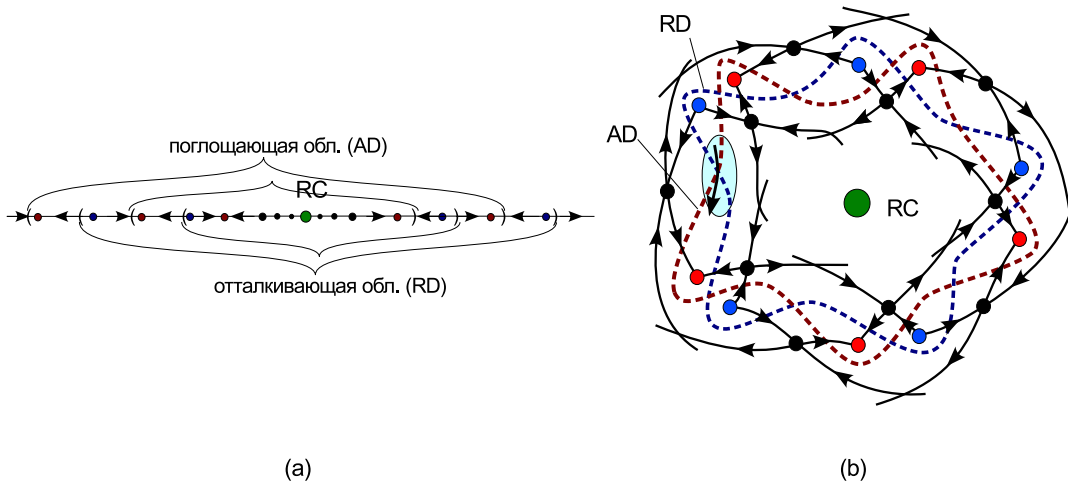 поглощающая обл. (AD)
RC
отталкивающая обл. (RD)
(a)
RD
AD
RC
(b)